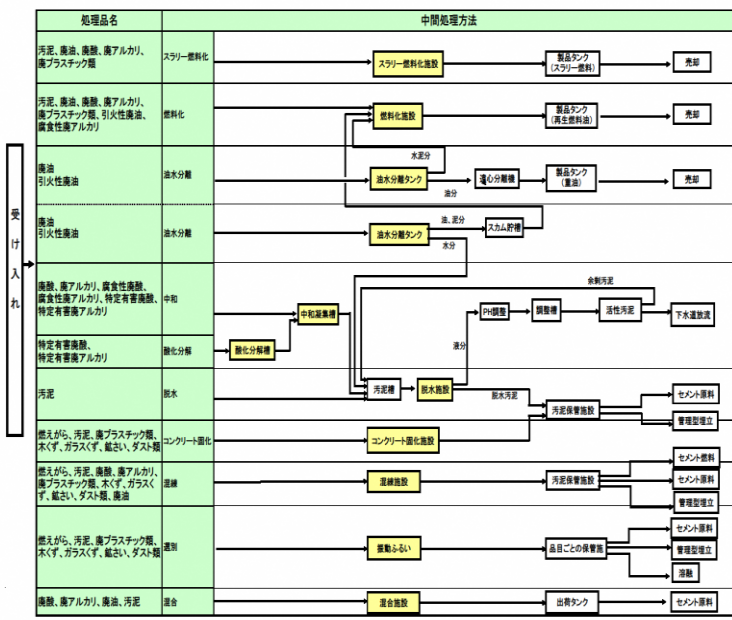 処理品名
中間処理方法
受け入れ
汚泥、廃油、廃酸、廃アルカリ、
廃プラスチック類
スラリー燃料化
スラリー燃料化施設
製品タンク
(スラリー燃料)
売却
汚泥、廃油、廃酸、廃アルカリ、
廃プラスチック類、引火性廃油、
腐食性廃アルカリ
燃料化
燃料化施設
製品タンク
(再生燃料油)
売却
水泥分
廃油
引火性廃油
油水分離
油水分離タンク
油分
遠心分離機
製品タンク
(重油)
売却
廃油
引火性廃油
油水分離
油水分離タンク
油、泥分
水分
スカム貯槽
廃酸、廃アルカリ、腐食性廃酸、
腐食性廃アルカリ、特定有害廃酸、
特定有害廃アルカリ
中和
中和凝集槽
余剰汚泥
PH調整
調整槽
活性汚泥
下水道放流
特定有害廃酸、
特定有害廃アルカリ
酸化分解
酸化分解槽
液分
汚泥
脱水
汚泥槽
脱水施設
脱水汚泥
汚泥保管施設
セメント原料
管理型埋立
燃えがら、汚泥、廃プラスチック類、
木くず、ガラスくず、鉱さい、ダスト類
コンクリート固化
コンクリート固化施設
燃えがら、汚泥、廃酸、廃アルカリ、
廃プラスチック類、木くず、ガラスく
ず、鉱さい、ダスト類、廃油
混練
混練施設
汚泥保管施設
セメント燃料
セメント原料
管理型埋立
燃えがら、汚泥、廃プラスチック類、
木くず、ガラスくず、鉱さい、ダスト類
選別
振動ふるい
品目ごとの保管施
セメント原料
管理型埋立
溶融
廃酸、廃アルカリ、廃油、汚泥
混合
混合施設
出荷タンク
セメント原料